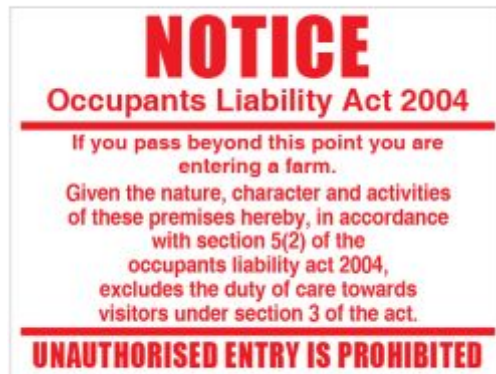 NOTICE
Occupants Liability Act 2004
If you pass beyond this point you are
entering a farm.
Given the nature, character and activities
of these premises hereby, in accordance
with section 5(2) of the
occupants liability act 2004,
excludes the duty of care towards
visitors under section 3 of the act.
UNAUTHORISED ENTRY IS PROHIBITED